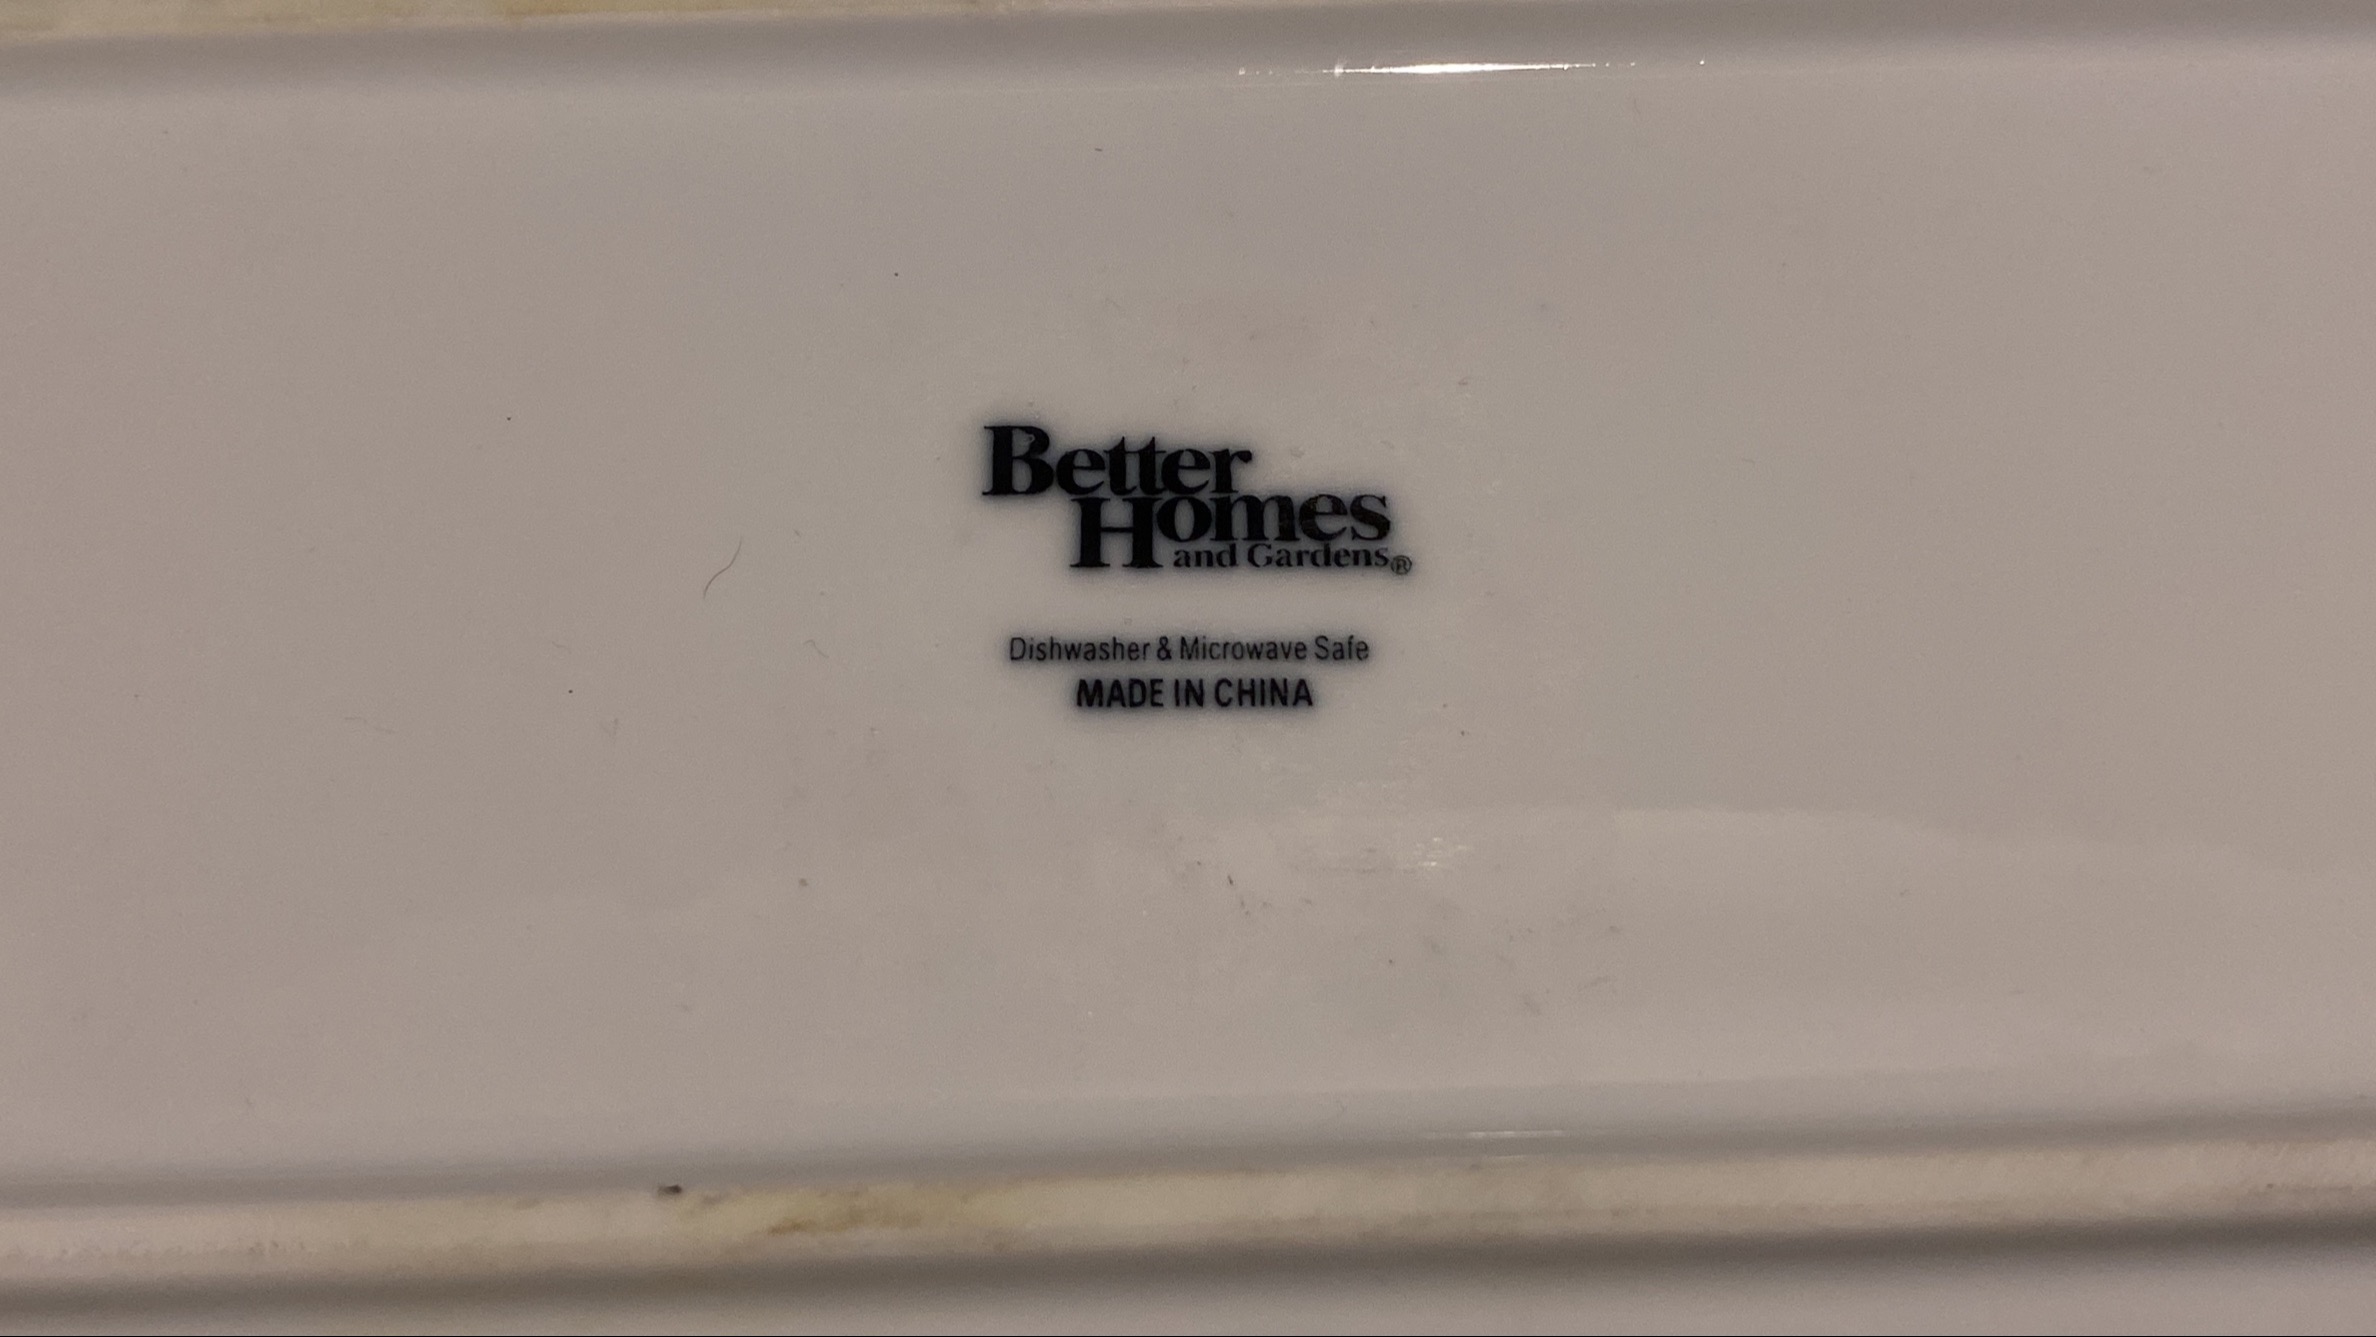 Better
Homes
and Gardens®
Dishwasher & Microwave Safe
MADE IN CHINA